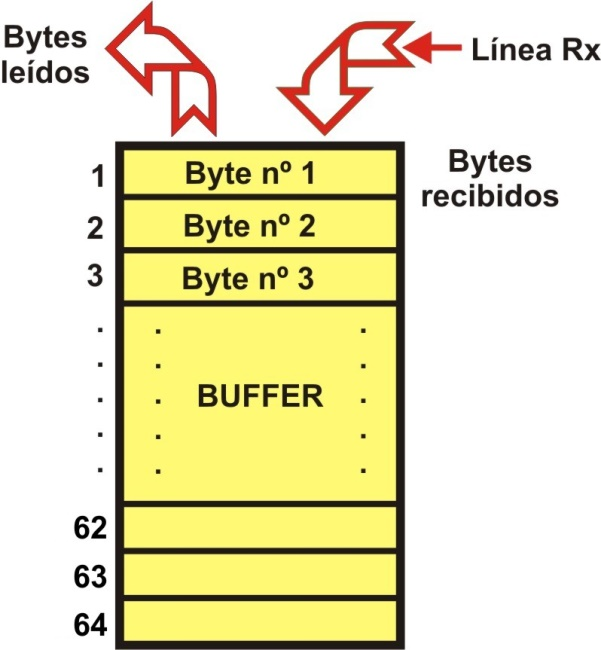 Bytes
leídos
Línea Rx
Bytes
recibidos
1 Byte nº 1
2 Byte nº 2
3 Byte nº 3
BUFFER
62
63
64